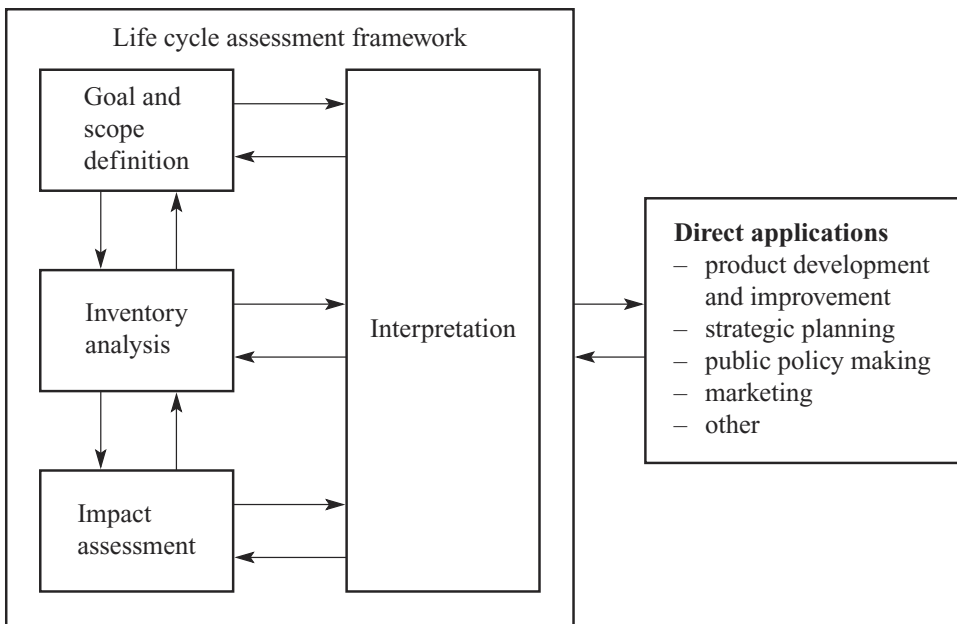 Life cycle assessment framework
Goal and
scope
definition
Inventory
analysis
Impact
assessment
Interpretation
Direct applications
– product development
and improvement
– strategic planning
– public policy making
– marketing
– other